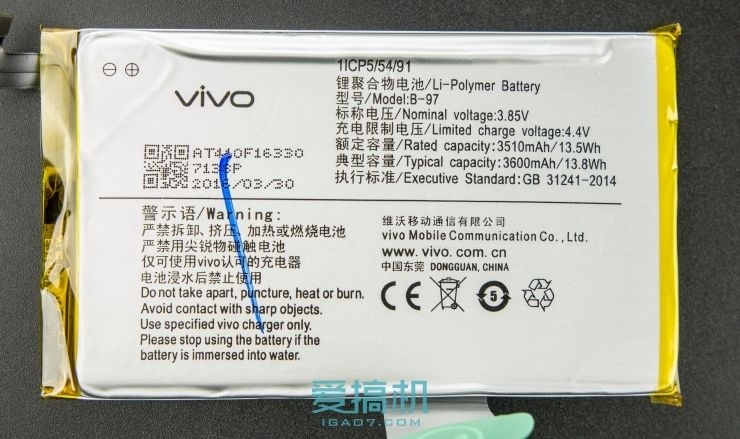 vivo
1ICP5/54/91
锂聚合物电池/Li-Polymer Battery
型号/Model:B-97
标称电压/Nominal voltage:3.85V
充电限制电压/Limited charge voltage:4.4V
额定容量/Rated capacity:3510mAh/13.5Wh
典型容量/Typical capacity:3600mAh/13.8Wh
执行标准/Executive Standard:GB 31241-2014
2016/03/30
警示语/Warning:
严禁拆卸、挤压、加热或燃烧电池
严禁用尖锐物碰触电池
仅可使用vivo认可的充电器
电池浸水后禁止使用
Do not take apart, puncture, heat or burn.
Avoid contact with sharp objects.
Use specified vivo charger only.
Please stop using the battery if the
battery is immersed into water.
维沃移动通信有限公司
vivo Mobile Communication Co., Ltd.
www. vivo. com. cn
中国东莞 DONGGUAN, CHINA
CE
5
爱搞机
IGAO7.COM